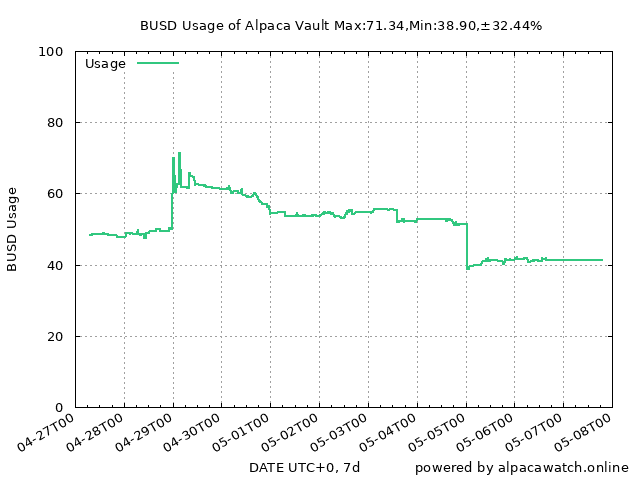 BUSD Usage of Alpaca Vault Max:71.34,Min:38.90,±32.44%
Usage
100
80
60
40
20
0
BUSD Usage
04-27T00
04-28T00
04-29T00
04-30T00
05-01T00
05-02T00
05-03T00
05-04T00
05-05T00
05-06T00
05-07T00
05-08T00
DATE UTC+0, 7d
powered by alpacawatch.online